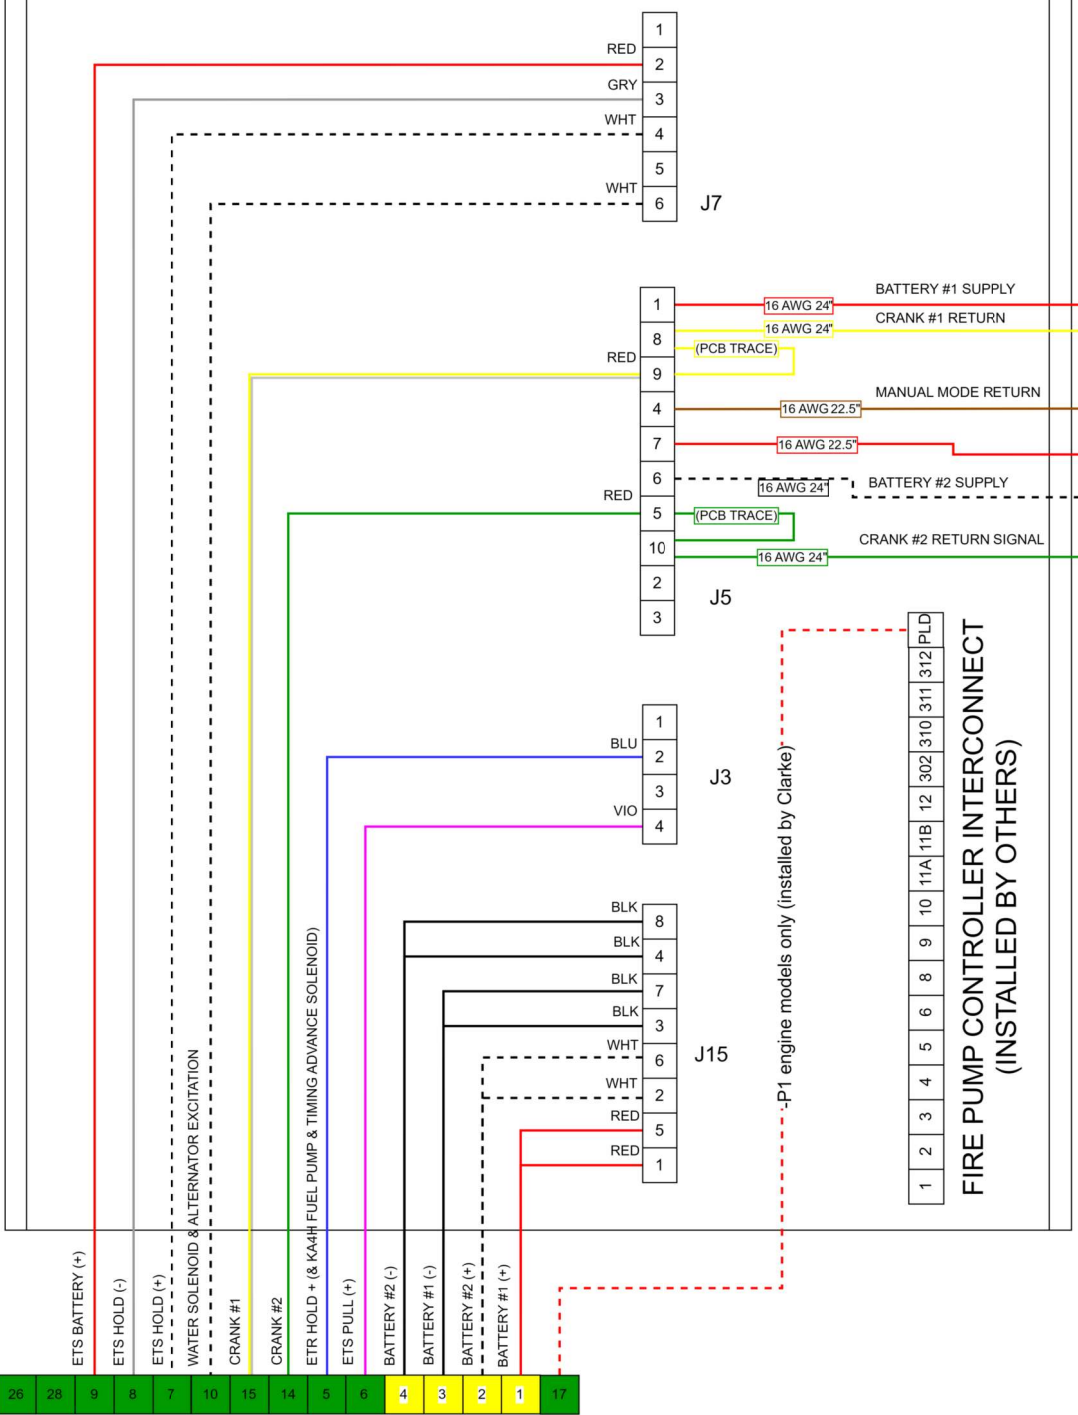 1
RED
2
GRY
3
WHT
4
5
WHT
6
J7
1
16 AWG 24"
BATTERY #1 SUPPLY
8
16 AWG 24"
CRANK #1 RETURN
(PCB TRACE)
RED
9
4
16 AWG 22.5"
MANUAL MODE RETURN
7
16 AWG 22.5"
6
16 AWG 24"
BATTERY #2 SUPPLY
RED
5
(PCB TRACE)
10
16 AWG 24"
CRANK #2 RETURN SIGNAL
2
3
J5
1
BLU
2
3
VIO
4
J3
BLK
8
BLK
4
BLK
7
BLK
3
WHT
6
WHT
2
RED
5
RED
1
J15
-P1 engine models only (installed by Clarke)
PLD
312
311
310
302
12
11B
11A
10
9
8
6
5
4
3
2
1
FIRE PUMP CONTROLLER INTERCONNECT
(INSTALLED BY OTHERS)
ETS BATTERY (+)
ETS HOLD (-)
ETS HOLD (+)
WATER SOLENOID & ALTERNATOR EXCITATION
CRANK #1
CRANK #2
ETR HOLD + (& KA4H FUEL PUMP & TIMING ADVANCE SOLENOID)
ETS PULL (+)
BATTERY #2 (-)
BATTERY #1 (-)
BATTERY #2 (+)
BATTERY #1 (+)
26 28 9 8 7 10 15 14 5 6 4 3 2 1 17